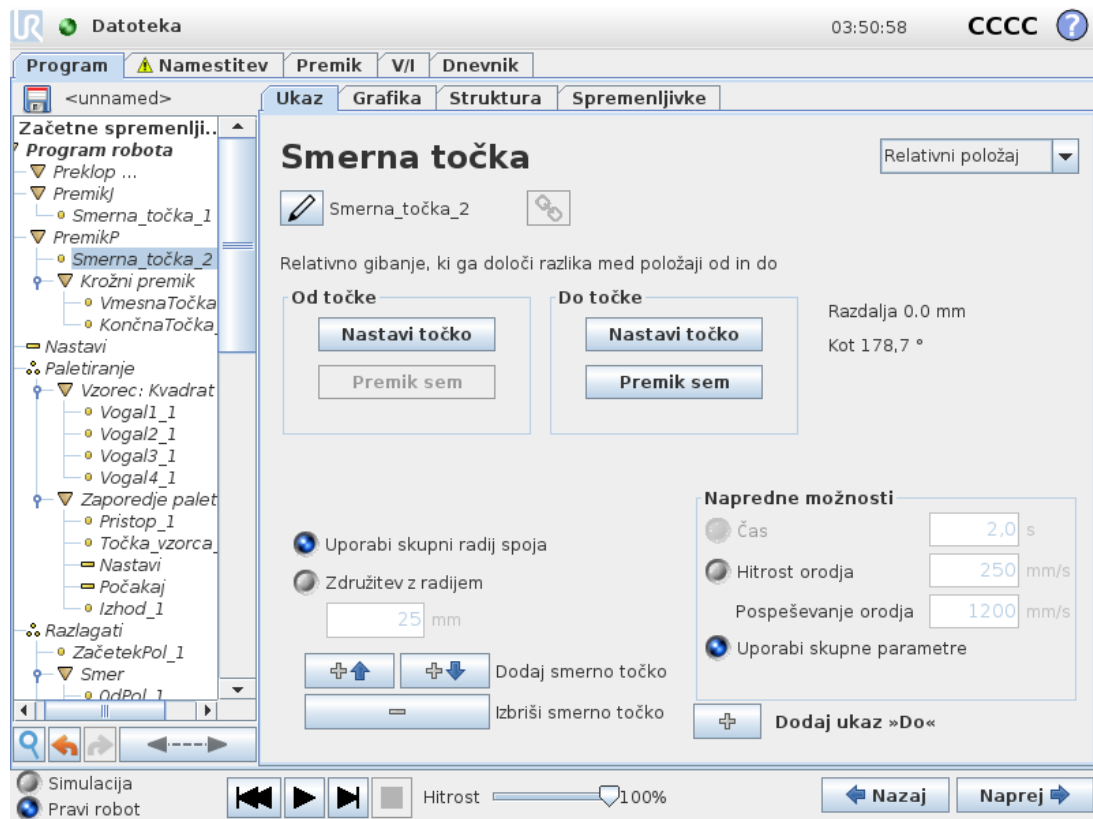 UR Datoteka 03:50:58 CCCC ?
Program Namestitev Premik V/I Dnevnik
<unnamed>
Ukaz Grafika Struktura Spremenljivke
Začetne spremenlji..
Program robota
Preklop ...
PremikJ
Smerna_točka_1
PremikP
Smerna_točka_2
Krožni premik
VmesnaTočka
KončnaTočka_
Nastavi
Paletiranje
Vzorec: Kvadrat
Vogal1_1
Vogal2_1
Vogal3_1
Vogal4_1
Zaporedje palet
Pristop_1
Točka_vzorca_
Nastavi
Počakaj
Izhod_1
Razlagati
ZačetekPol_1
Smer
OdPol_1
Smerna točka
Relativni položaj
Smerna_točka_2
Relativno gibanje, ki ga določi razlika med položaji od in do
Od točke
Nastavi točko
Premik sem
Do točke
Nastavi točko
Premik sem
Razdalja 0.0 mm
Kot 178,7 °
Uporabi skupni radij spoja
Združitev z radijem
25 mm
Dodaj smerno točko
Izbriši smerno točko
Napredne možnosti
Čas 2,0 s
Hitrost orodja 250 mm/s
Pospeševanje orodja 1200 mm/s
Uporabi skupne parametre
Dodaj ukaz »Do«
Simulacija
Pravi robot
Hitrost 100%
Nazaj Naprej